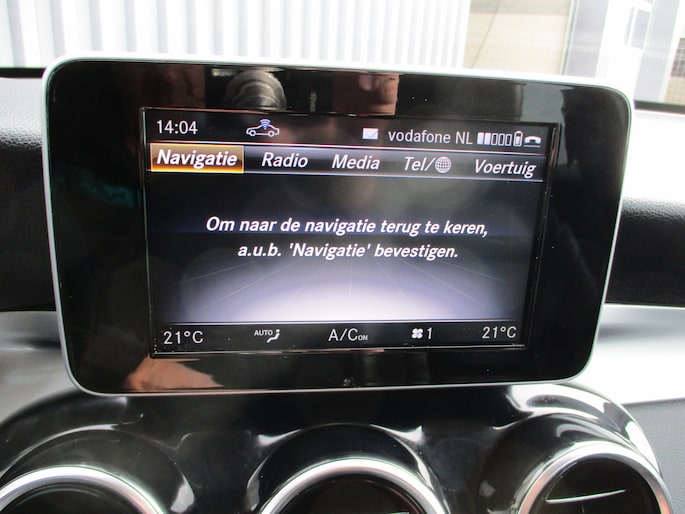 14:04 vodafone NL
Navigatie Radio Media Tel/ Voertuig
Om naar de navigatie terug te keren,
a.u.b. 'Navigatie' bevestigen.
21°C AUTO A/C ON 1 21°C